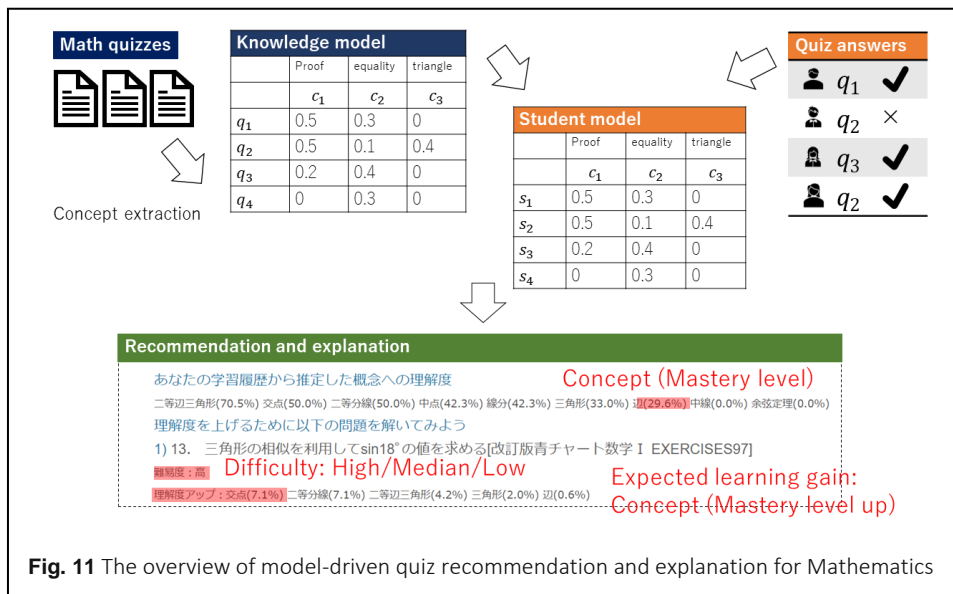 Math quizzes
Concept extraction
Knowledge model
Proof equality triangle
c₁ c₂ c₃
q₁ 0.5 0.3 0
q₂ 0.5 0.1 0.4
q₃ 0.2 0.4 0
q₄ 0 0.3 0
Student model
Proof equality triangle
c₁ c₂ c₃
s₁ 0.5 0.3 0
s₂ 0.5 0.1 0.4
s₃ 0.2 0.4 0
s₄ 0 0.3 0
Quiz answers
q₁ ✔
q₂ ×
q₃ ✔
q₂ ✔
Recommendation and explanation
あなたの学習履歴から推定した概念への理解度
Concept (Mastery level)
二等辺三角形(70.5%) 交点(50.0%) 二等分線(50.0%) 中点(42.3%) 線分(42.3%) 三角形(33.0%) 辺(29.6%) 中線(0.0%) 余弦定理(0.0%)
理解度を上げるために以下の問題を解いてみよう
1) 13. 三角形の相似を利用してsin18°の値を求める[改訂版青チャート数学Ⅰ EXERCISES97]
難易度：高
Difficulty: High/Median/Low
Expected learning gain:
Concept (Mastery level up)
理解度アップ：交点(7.1%) 二等分線(7.1%) 二等辺三角形(4.2%) 三角形(2.0%) 辺(0.6%)
Fig. 11 The overview of model-driven quiz recommendation and explanation for Mathematics